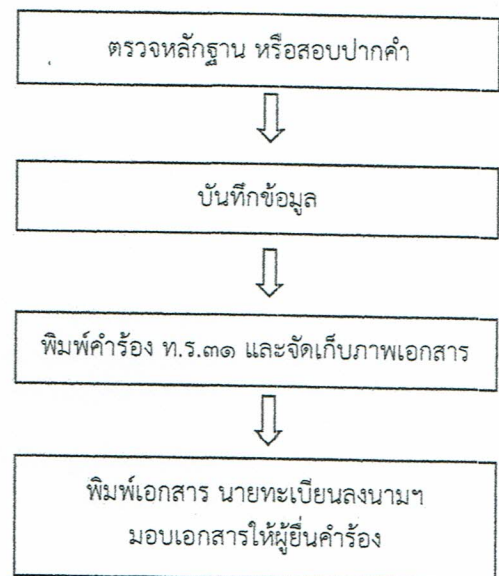 ตรวจหลักฐาน หรือสอบปากคำ
บันทึกข้อมูล
พิมพ์คำร้อง ท.ร.๓๑ และจัดเก็บภาพเอกสาร
พิมพ์เอกสาร นายทะเบียนลงนามฯ
มอบเอกสารให้ผู้ยื่นคำร้อง